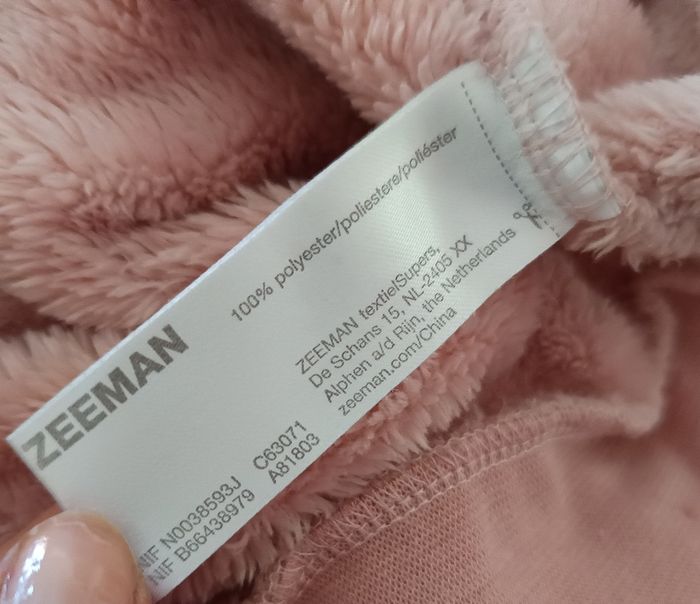 100% polyester/poliestere/poliéster
ZEEMAN textielSupers,
De Schans 15, NL-2405 XX
Alphen a/d Rijn, the Netherlands
zeeman.com/China
ZEEMAN
NIF N0038593J C63071
NIF B66438979 A81803